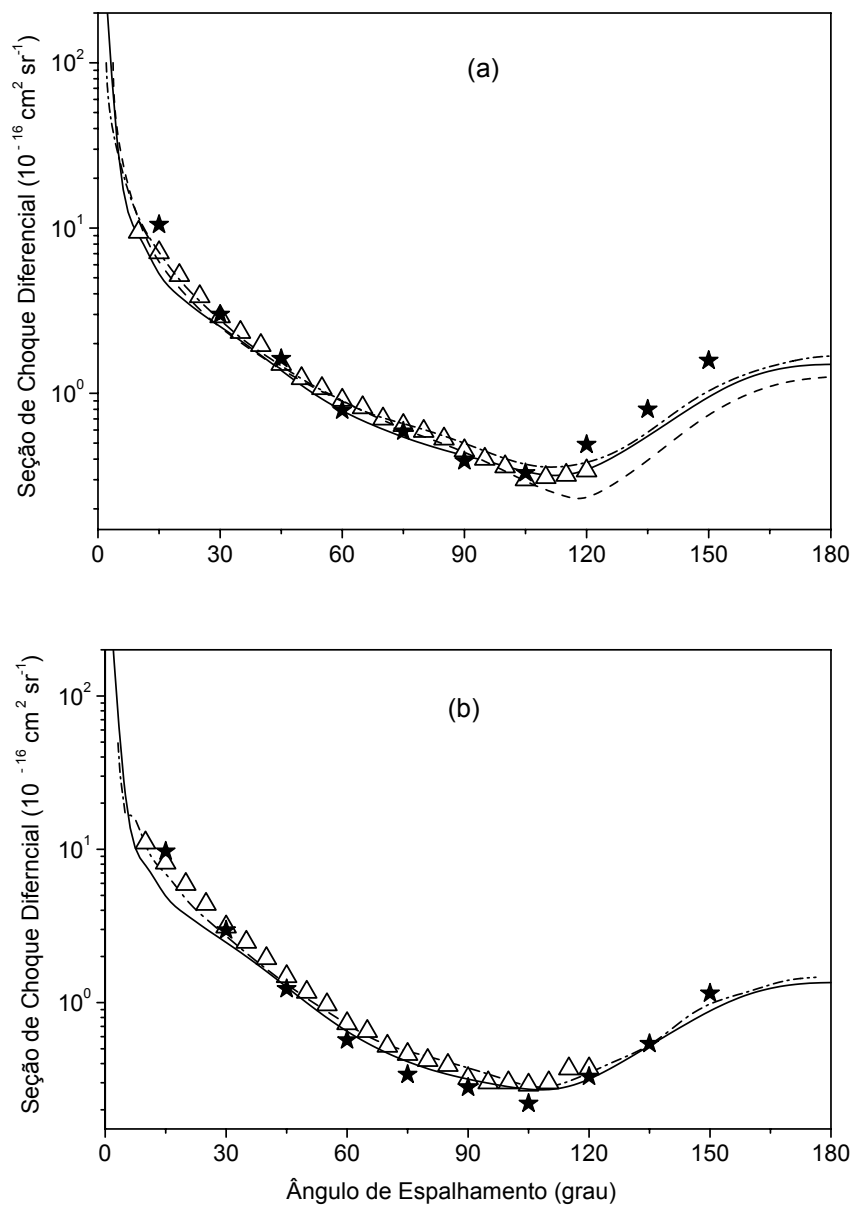 (a)
Seção de Choque Diferencial (10⁻¹⁶ cm² sr⁻¹)
10²
10¹
10⁰
0 30 60 90 120 150 180
(b)
Seção de Choque Diferncial (10⁻¹⁶ cm² sr⁻¹)
10²
10¹
10⁰
0 30 60 90 120 150 180
Ângulo de Espalhamento (grau)